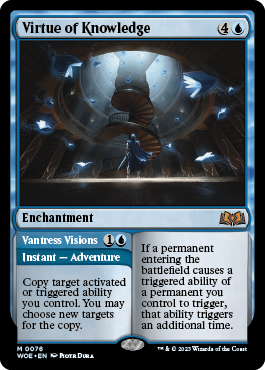 Virtue of Knowledge 4
Enchantment
Vantress Visions 1
Instant — Adventure
Copy target activated
or triggered ability
you control. You may
choose new targets
for the copy.
If a permanent
entering the
battlefield causes a
triggered ability of
a permanent you
control to trigger,
that ability triggers
an additional time.
M 0076
WOE • EN Piotr Dura
™ & © 2023 Wizards of the Coast